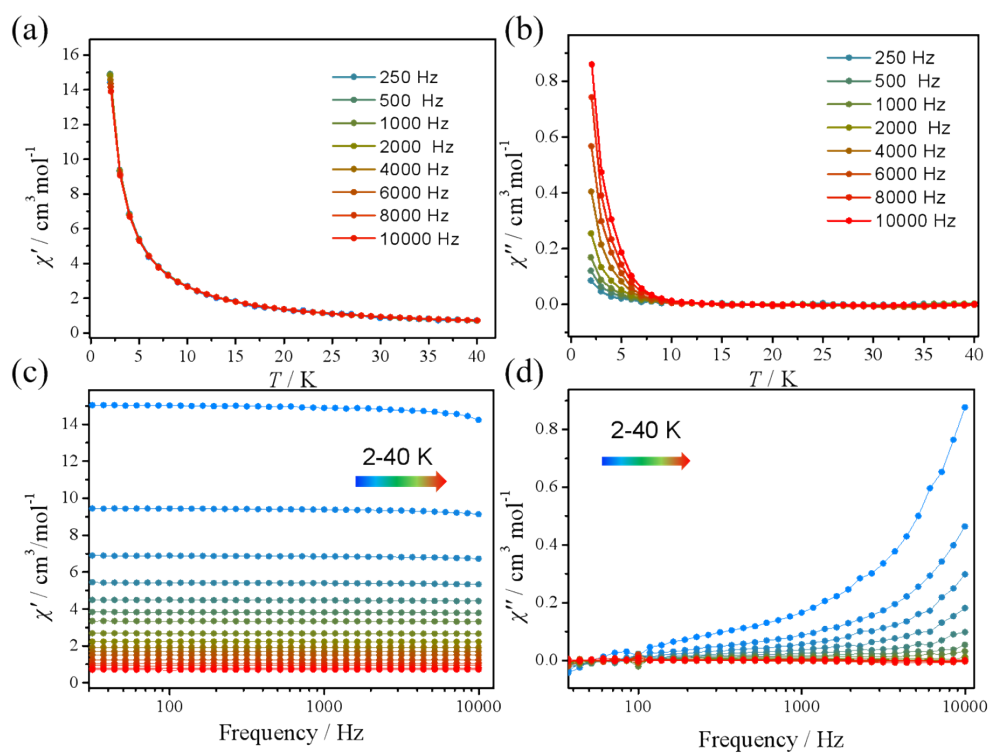 (a)
χ′ / cm³ mol⁻¹
16
14
12
10
8
6
4
2
0
250 Hz
500  Hz
1000 Hz
2000  Hz
4000 Hz
6000 Hz
8000 Hz
10000 Hz
0 5 10 15 20 25 30 35 40
T / K
(b)
χ″ / cm³ mol⁻¹
0.8
0.6
0.4
0.2
0.0
250 Hz
500  Hz
1000 Hz
2000  Hz
4000 Hz
6000 Hz
8000 Hz
10000 Hz
0 5 10 15 20 25 30 35 40
T / K
(c)
χ′ / cm³/mol⁻¹
14
12
10
8
6
4
2
0
2-40 K
100 1000 10000
Frequency / Hz
(d)
χ″ / cm³ mol⁻¹
0.8
0.6
0.4
0.2
0.0
2-40 K
100 1000 10000
Frequency / Hz